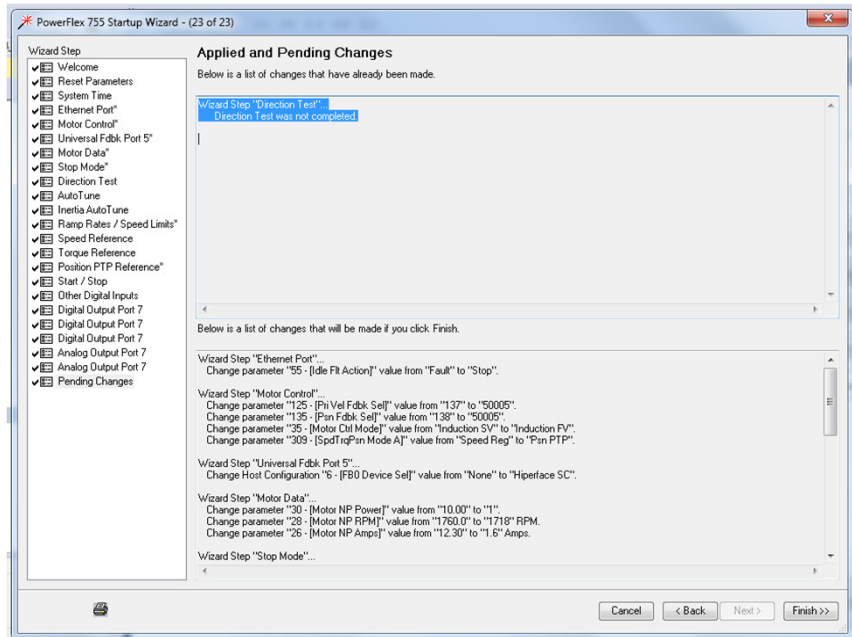 PowerFlex 755 Startup Wizard - (23 of 23)
Wizard Step
Welcome
Reset Parameters
System Time
Ethernet Port*
Motor Control*
Universal Fdbk Port 5*
Motor Data*
Stop Mode*
Direction Test
AutoTune
Inertia AutoTune
Ramp Rates / Speed Limits*
Speed Reference
Torque Reference
Position PTP Reference*
Start / Stop
Other Digital Inputs
Digital Output Port 7
Digital Output Port 7
Digital Output Port 7
Analog Output Port 7
Analog Output Port 7
Pending Changes
Applied and Pending Changes
Below is a list of changes that have already been made.
Wizard Step "Direction Test"...
Direction Test was not completed.
Below is a list of changes that will be made if you click Finish.
Wizard Step "Ethernet Port"...
Change parameter "55 - [Idle Flt Action]" value from "Fault" to "Stop".
Wizard Step "Motor Control"...
Change parameter "125 - [Pri Vel Fdbk Sel]" value from "137" to "50005".
Change parameter "135 - [Psn Fdbk Sel]" value from "138" to "50005".
Change parameter "35 - [Motor Ctrl Mode]" value from "Induction SV" to "Induction FV".
Change parameter "309 - [SpdTrqPsn Mode A]" value from "Speed Reg" to "Psn PTP".
Wizard Step "Universal Fdbk Port 5"...
Change Host Configuration "6 - [FB0 Device Sel]" value from "None" to "Hiperface SC".
Wizard Step "Motor Data"...
Change parameter "30 - [Motor NP Power]" value from "10.00" to "1".
Change parameter "28 - [Motor NP RPM]" value from "1760.0" to "1718" RPM.
Change parameter "26 - [Motor NP Amps]" value from "12.30" to "1.6" Amps.
Wizard Step "Stop Mode"...
Cancel
< Back
Next >
Finish >>